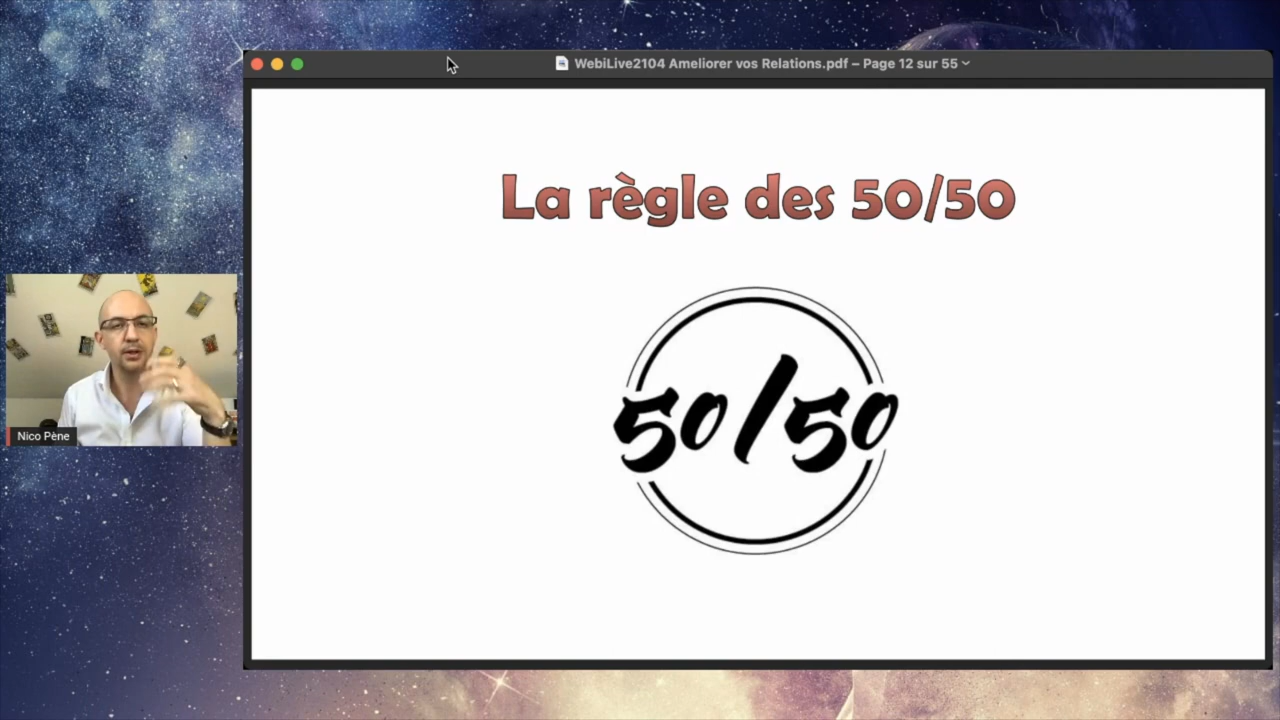 WebiLive2104 Ameliorer vos Relations.pdf – Page 12 sur 55
La règle des 50/50
50/50
Nico Pène